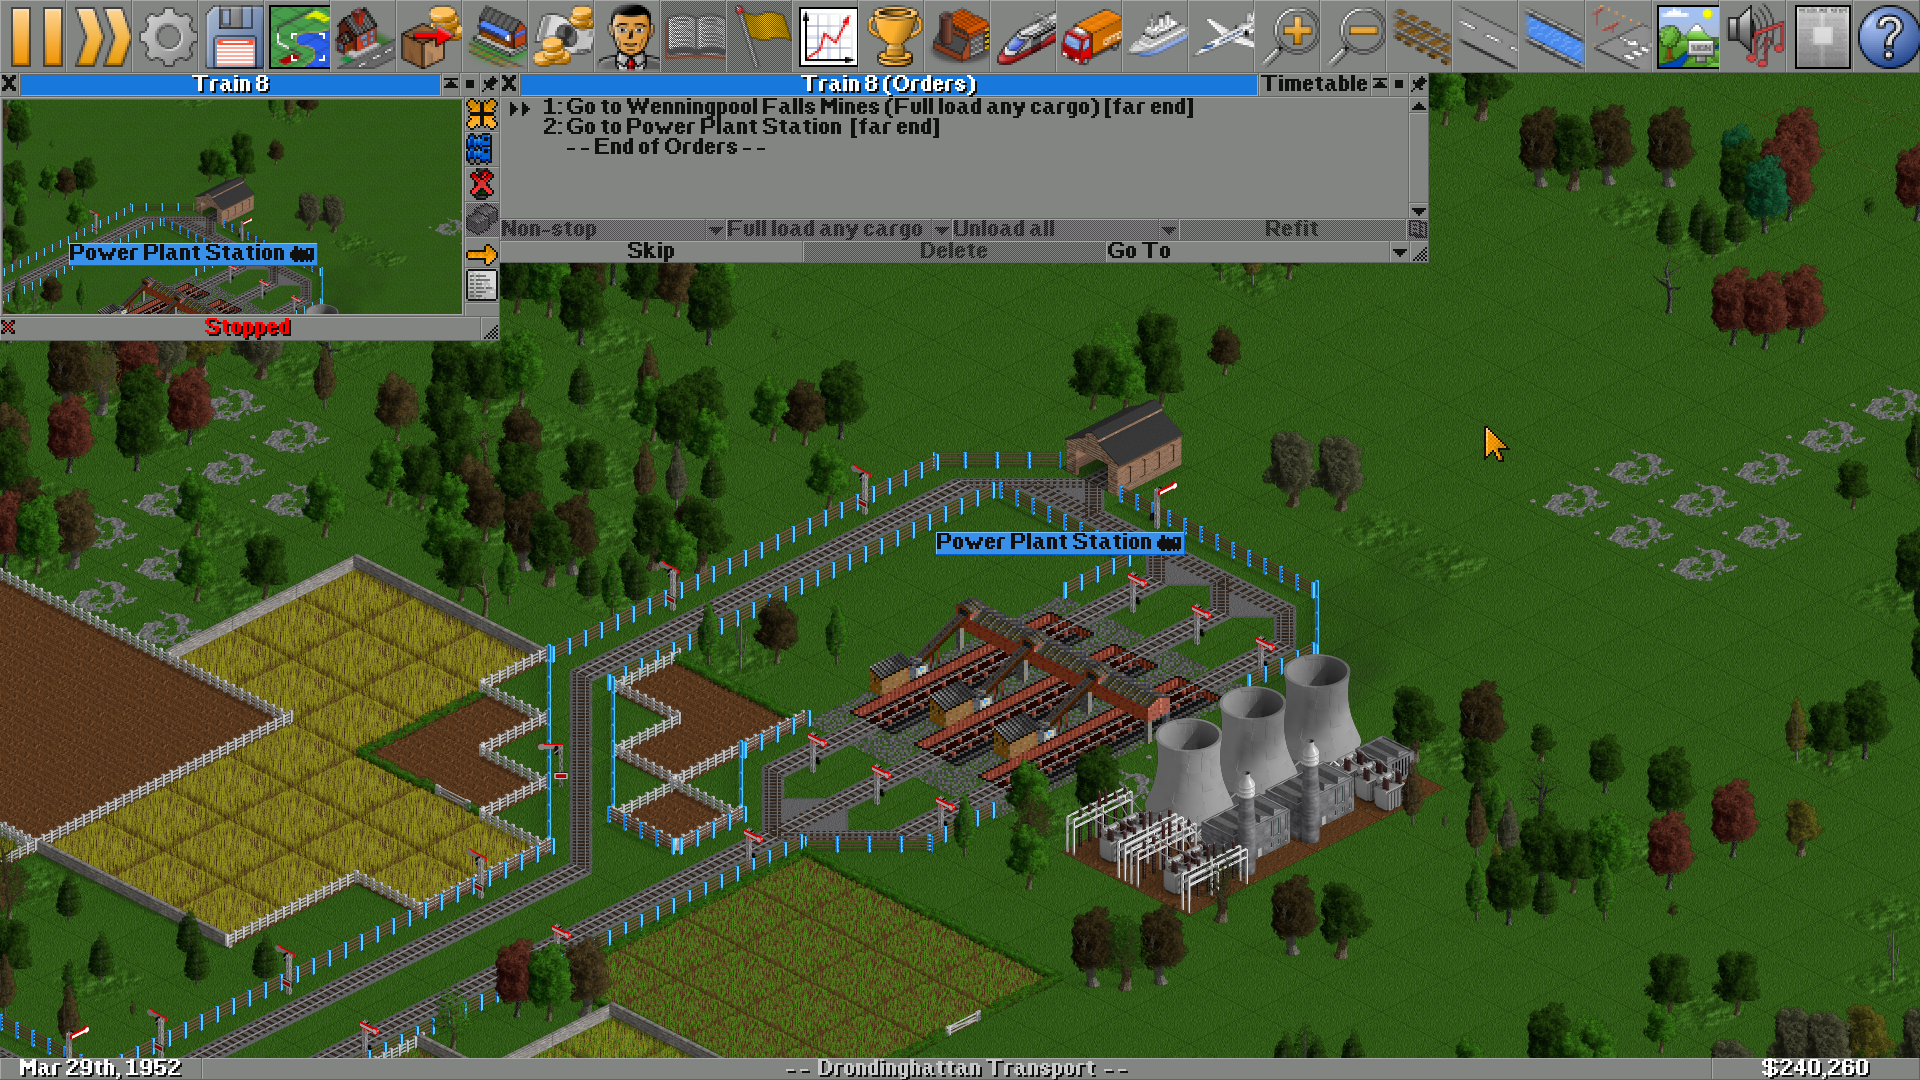 Train 8
Train 8 (Orders)
Timetable
1: Go to Wenningpool Falls Mines (Full load any cargo) [far end]
2: Go to Power Plant Station [far end]
- - End of Orders - -
Non-stop
Full load any cargo
Unload all
Refit
Skip
Delete
Go To
Power Plant Station
Stopped
Power Plant Station
Mar 29th, 1952
- - Drondinghattan Transport - -
$240,260